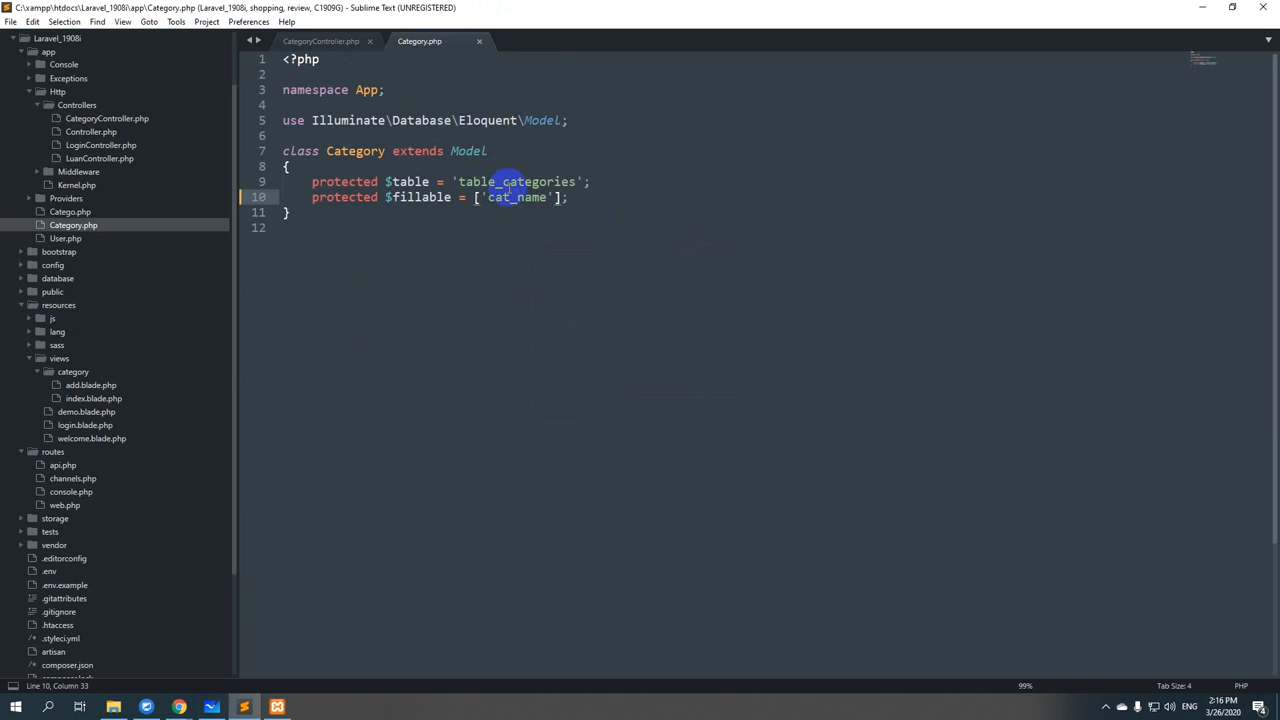 C:\xampp\htdocs\Laravel_1908i\app\Category.php (Laravel_1908i, shopping, review, C1909G) - Sublime Text (UNREGISTERED)
File Edit Selection Find View Goto Tools Project Preferences Help
Laravel_1908i
app
Console
Exceptions
Http
Controllers
CategoryController.php
Controller.php
LoginController.php
LuanController.php
Middleware
Kernel.php
Providers
Catego.php
Category.php
User.php
bootstrap
config
database
public
resources
js
lang
sass
views
category
add.blade.php
index.blade.php
demo.blade.php
login.blade.php
welcome.blade.php
routes
api.php
channels.php
console.php
web.php
storage
tests
vendor
.editorconfig
.env
.env.example
.gitattributes
.gitignore
.htaccess
.styleci.yml
artisan
composer.json
CategoryController.php
Category.php
1 <?php
2
3 namespace App;
4
5 use Illuminate\Database\Eloquent\Model;
6
7 class Category extends Model
8 {
9 protected $table = 'table_categories';
10 protected $fillable = ['cat_name'];
11 }
12
Line 10, Column 33
99%
Tab Size: 4
PHP
ENG
2:16 PM
3/26/2020
4